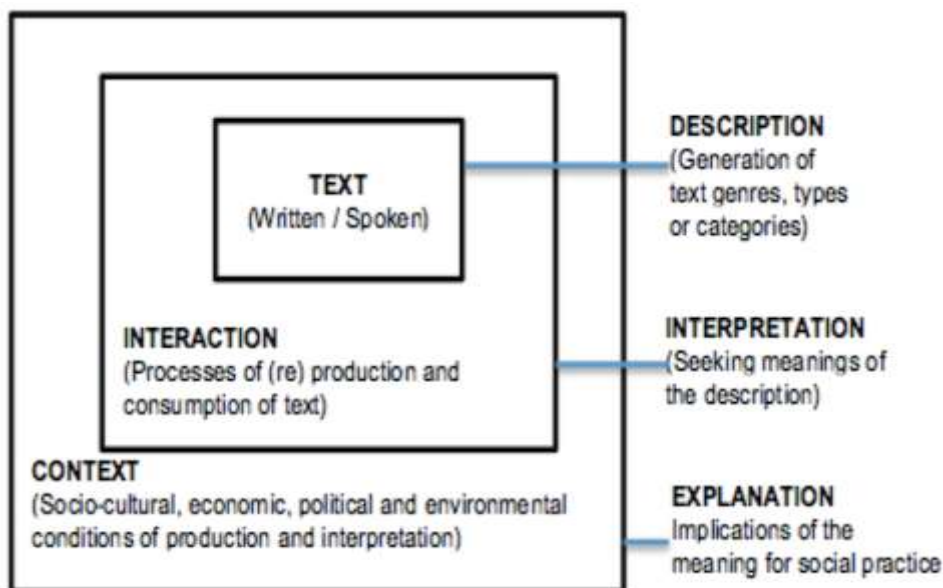 TEXT
(Written / Spoken)
INTERACTION
(Processes of (re) production and
consumption of text)
CONTEXT
(Socio-cultural, economic, political and environmental
conditions of production and interpretation)
DESCRIPTION
(Generation of
text genres, types
or categories)
INTERPRETATION
(Seeking meanings of
the description)
EXPLANATION
Implications of the
meaning for social practice